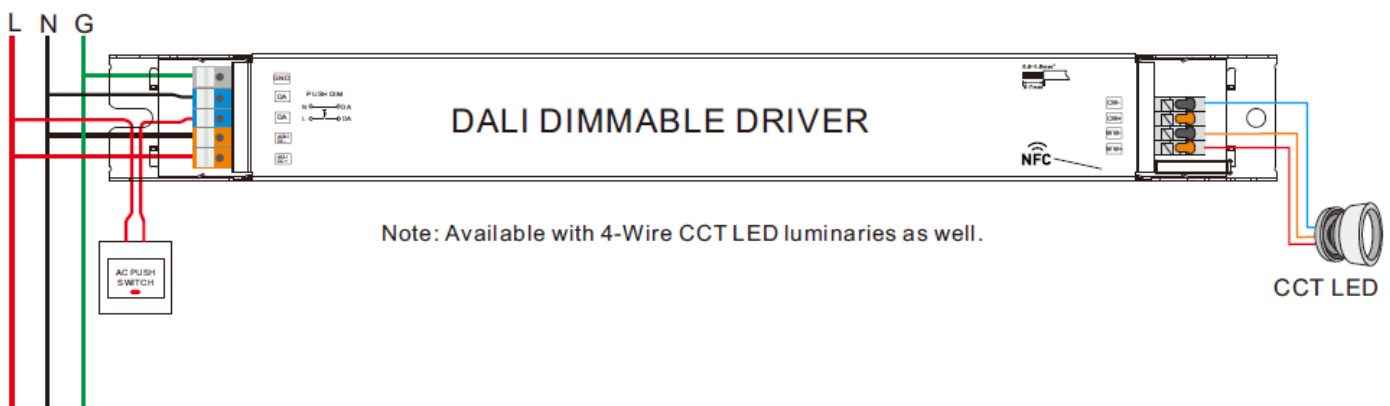 L N G
GND
DA
PUSH DIM
N DA
DA
L DA
DALI DIMMABLE DRIVER
NFC
CW-
CW+
WW-
WW+
Note: Available with 4-Wire CCT LED luminaries as well.
AC PUSH
SWITCH
CCT LED